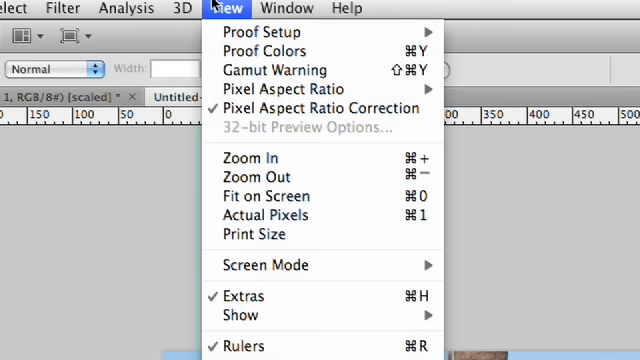 elect Filter Analysis 3D View Window Help
Normal Width:
1, RGB/8#) [scaled] * × Untitled-
150 100 50 0 300 350 400 450
Proof Setup
Proof Colors ⌘Y
Gamut Warning ⇧⌘Y
Pixel Aspect Ratio
✓ Pixel Aspect Ratio Correction
32-bit Preview Options...
Zoom In ⌘+
Zoom Out ⌘−
Fit on Screen ⌘0
Actual Pixels ⌘1
Print Size
Screen Mode
✓ Extras ⌘H
Show
✓ Rulers ⌘R